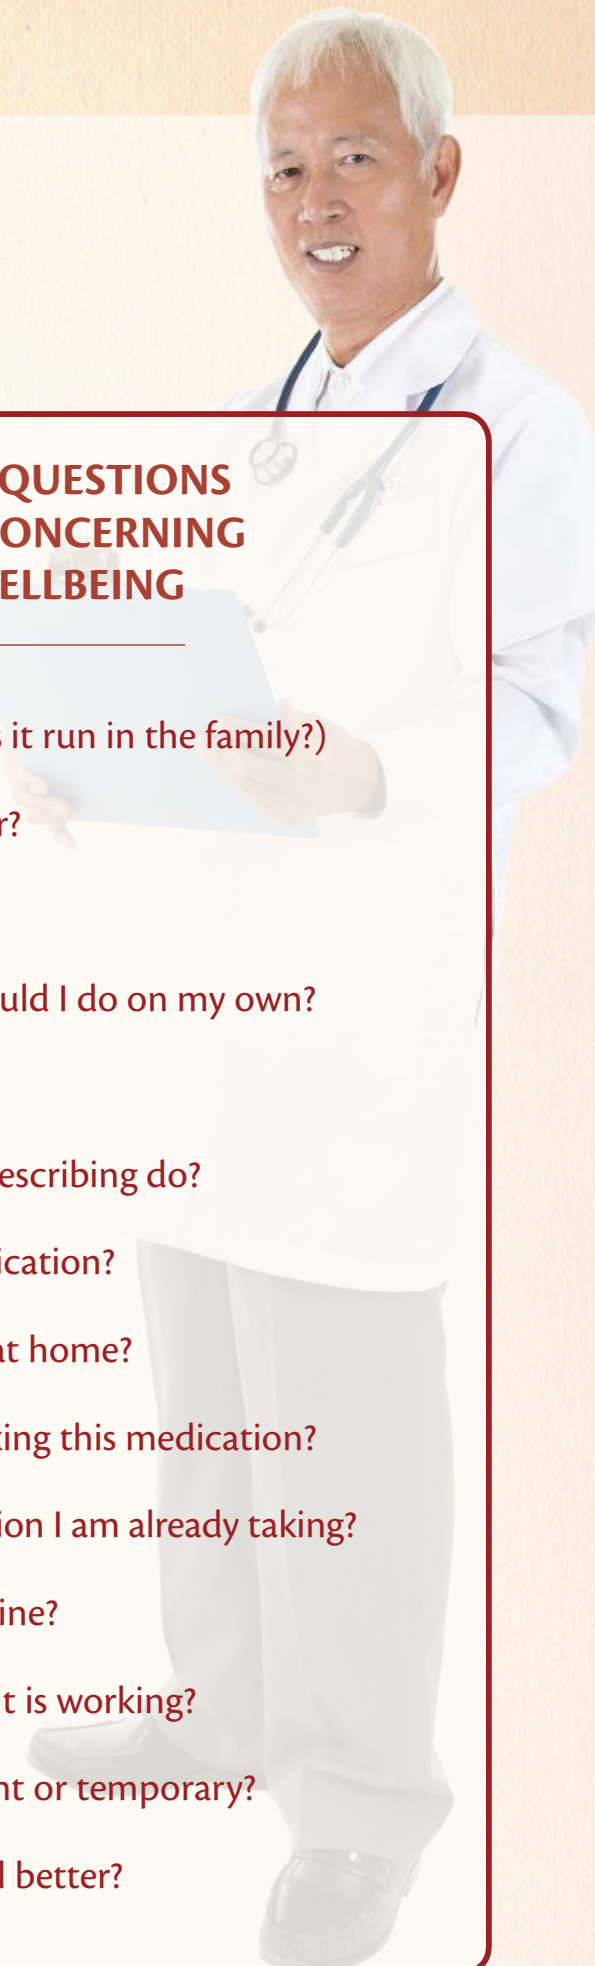 QUESTIONS
ONCERNING
ELLBEING
s it run in the family?)
r?
uld I do on my own?
escribing do?
ication?
at home?
king this medication?
ion I am already taking?
ine?
t is working?
nt or temporary?
l better?